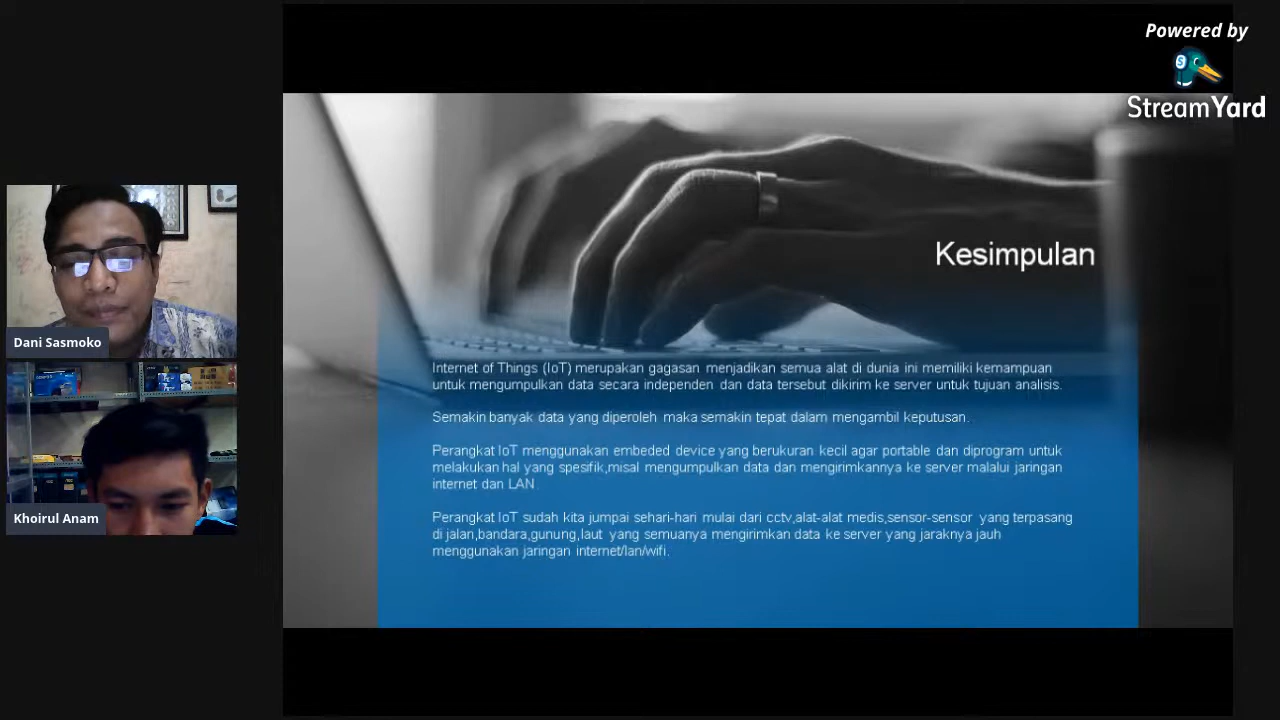 Powered by
StreamYard
Kesimpulan
Internet of Things (IoT) merupakan gagasan menjadikan semua alat di dunia ini memiliki kemampuan
untuk mengumpulkan data secara independen dan data tersebut dikirim ke server untuk tujuan analisis.
Semakin banyak data yang diperoleh maka semakin tepat dalam mengambil keputusan.
Perangkat IoT menggunakan embeded device yang berukuran kecil agar portable dan diprogram untuk
melakukan hal yang spesifik,misal mengumpulkan data dan mengirimkannya ke server malalui jaringan
internet dan LAN.
Perangkat IoT sudah kita jumpai sehari-hari mulai dari cctv,alat-alat medis,sensor-sensor yang terpasang
di jalan,bandara,gunung,laut yang semuanya mengirimkan data ke server yang jaraknya jauh
menggunakan jaringan internet/lan/wifi.
Dani Sasmoko
Khoirul Anam